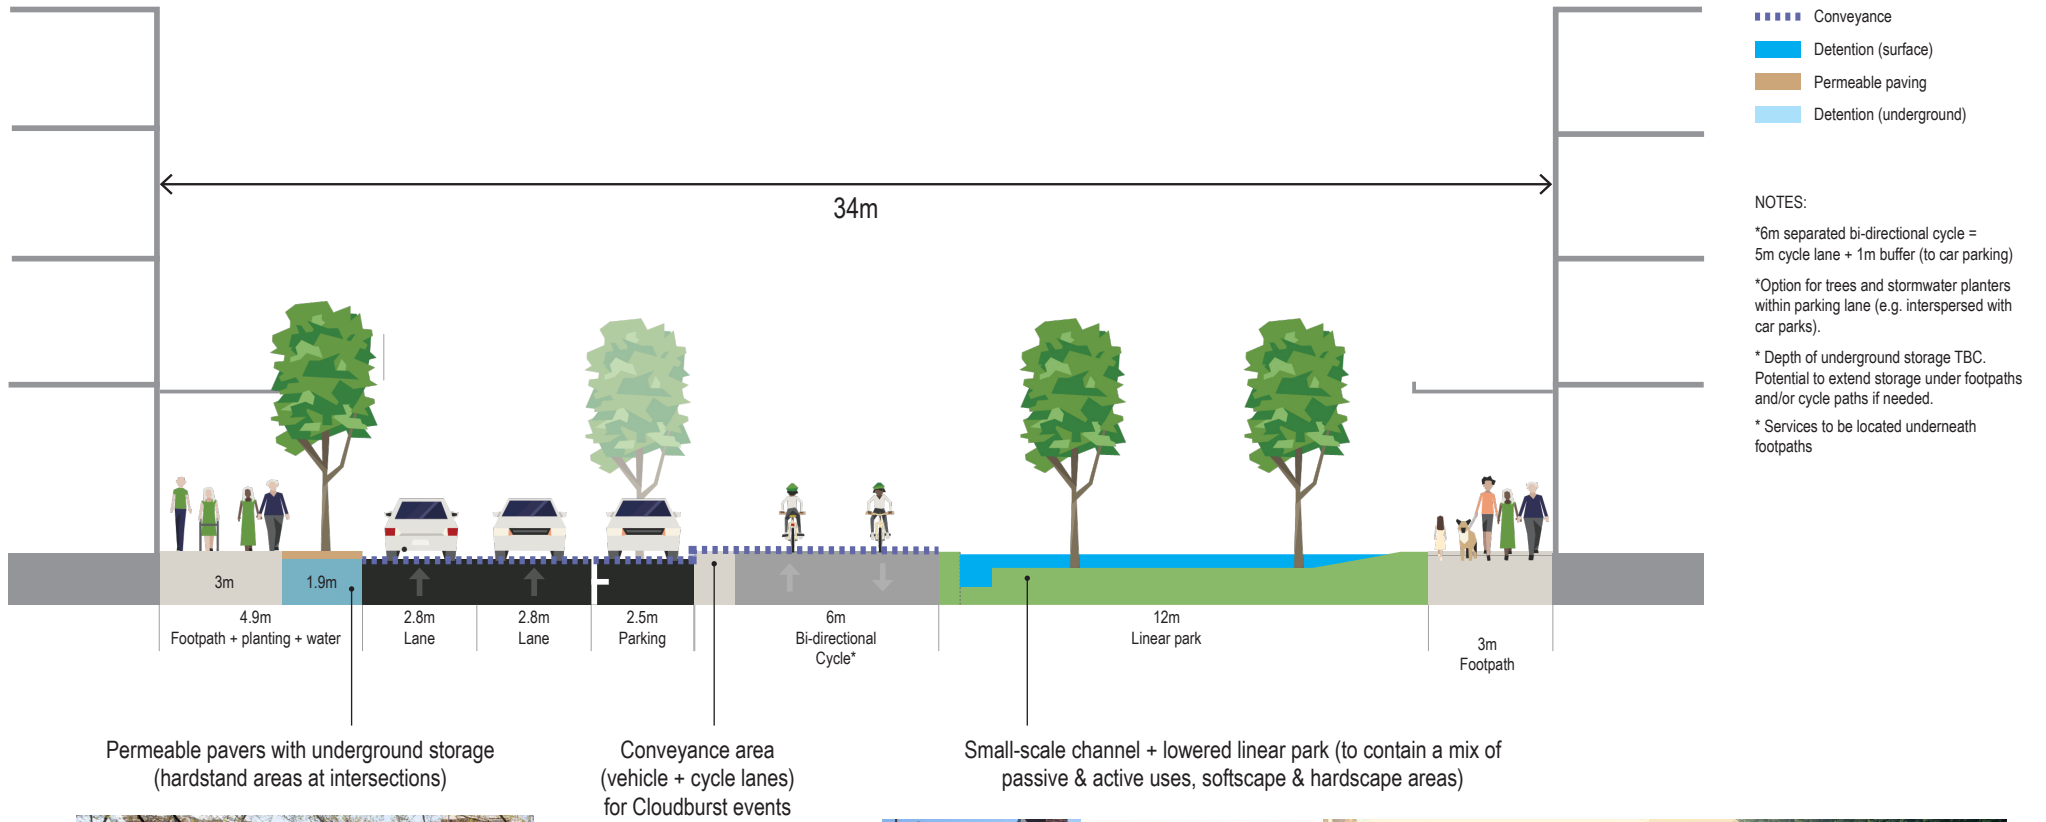 Conveyance
Detention (surface)
Permeable paving
Detention (underground)
34m
NOTES:
*6m separated bi-directional cycle =
5m cycle lane + 1m buffer (to car parking)
*Option for trees and stormwater planters
within parking lane (e.g. interspersed with
car parks).
* Depth of underground storage TBC.
Potential to extend storage under footpaths
and/or cycle paths if needed.
* Services to be located underneath
footpaths
3m
1.9m
4.9m
Footpath + planting + water
2.8m
Lane
2.8m
Lane
2.5m
Parking
6m
Bi-directional
Cycle*
12m
Linear park
3m
Footpath
Permeable pavers with underground storage
(hardstand areas at intersections)
Conveyance area
(vehicle + cycle lanes)
for Cloudburst events
Small-scale channel + lowered linear park (to contain a mix of
passive & active uses, softscape & hardscape areas)